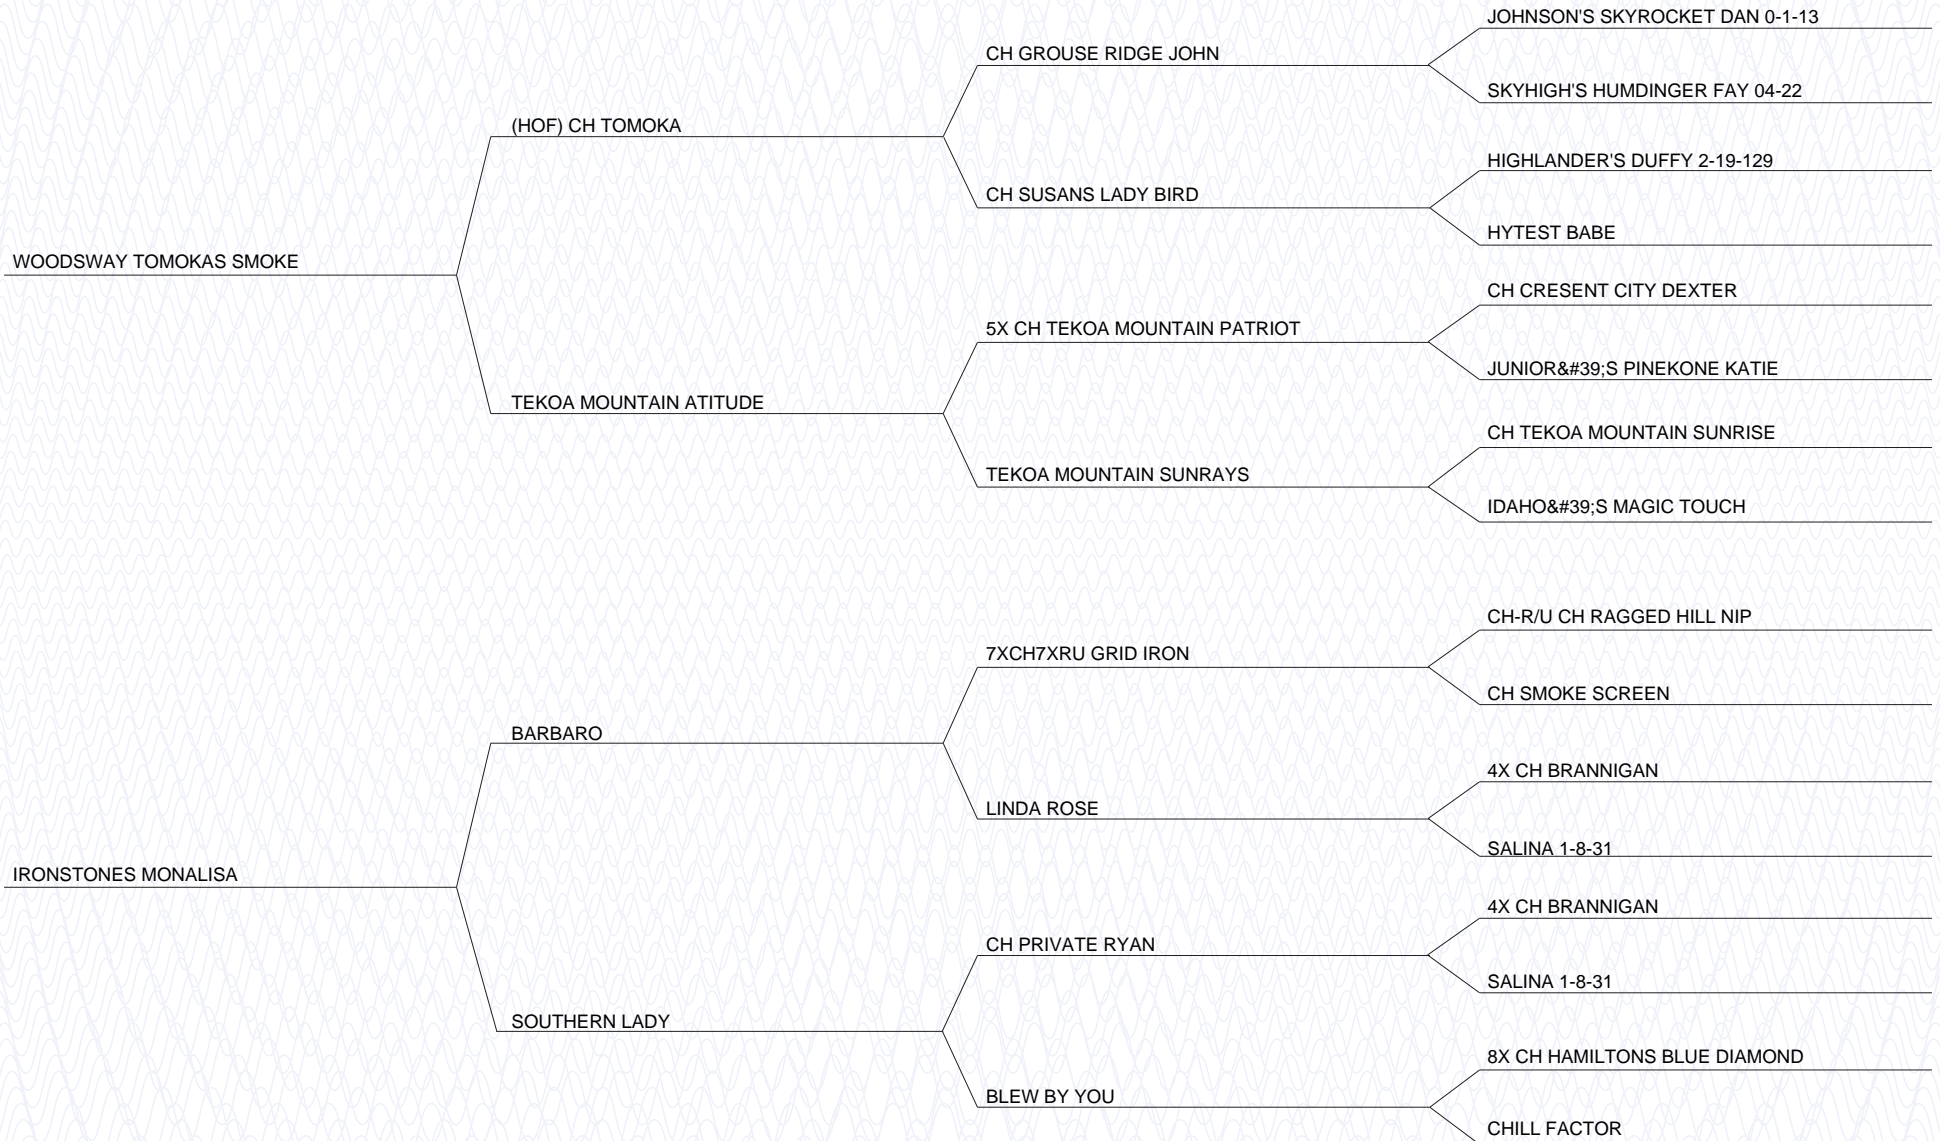 JOHNSON'S SKYROCKET DAN 0-1-13
CH GROUSE RIDGE JOHN
SKYHIGH'S HUMDINGER FAY 04-22
(HOF) CH TOMOKA
HIGHLANDER'S DUFFY 2-19-129
CH SUSANS LADY BIRD
HYTEST BABE
WOODSWAY TOMOKAS SMOKE
CH CRESENT CITY DEXTER
5X CH TEKOA MOUNTAIN PATRIOT
JUNIOR&#39;S PINEKONE KATIE
TEKOA MOUNTAIN ATITUDE
CH TEKOA MOUNTAIN SUNRISE
TEKOA MOUNTAIN SUNRAYS
IDAHO&#39;S MAGIC TOUCH
CH-R/U CH RAGGED HILL NIP
7XCH7XRU GRID IRON
CH SMOKE SCREEN
BARBARO
4X CH BRANNIGAN
LINDA ROSE
SALINA 1-8-31
IRONSTONES MONALISA
4X CH BRANNIGAN
CH PRIVATE RYAN
SALINA 1-8-31
SOUTHERN LADY
8X CH HAMILTONS BLUE DIAMOND
BLEW BY YOU
CHILL FACTOR